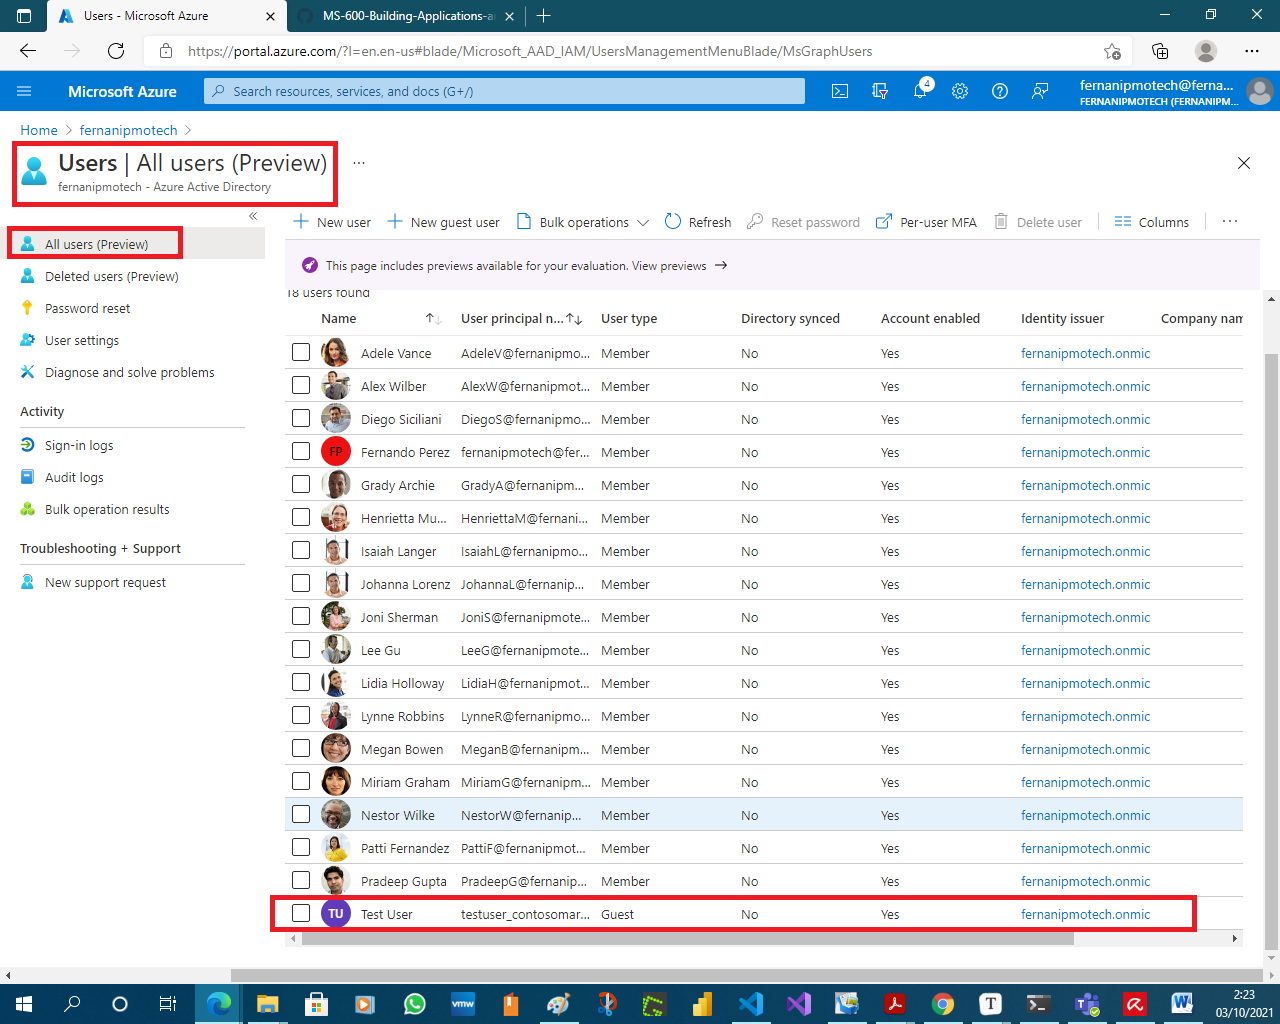 Users - Microsoft Azure
MS-600-Building-Applications-a
https://portal.azure.com/?l=en.en-us#blade/Microsoft_AAD_IAM/UsersManagementMenuBlade/MsGraphUsers
Microsoft Azure
Search resources, services, and docs (G+/)
4
fernanipmotech@ferna...
FERNANIPMOTECH (FERNANIPM...
Home > fernanipmotech >
Users | All users (Preview)
...
fernanipmotech - Azure Active Directory
«
New user
New guest user
Bulk operations
Refresh
Reset password
Per-user MFA
Delete user
Columns
...
All users (Preview)
Deleted users (Preview)
Password reset
User settings
Diagnose and solve problems
Activity
Sign-in logs
Audit logs
Bulk operation results
Troubleshooting + Support
New support request
This page includes previews available for your evaluation. View previews →
18 users found
Name User principal n... User type Directory synced Account enabled Identity issuer Company nam
Adele Vance AdeleV@fernanipmo... Member No Yes fernanipmotech.onmic
Alex Wilber AlexW@fernanipmot... Member No Yes fernanipmotech.onmic
Diego Siciliani DiegoS@fernanipmo... Member No Yes fernanipmotech.onmic
FP Fernando Perez fernanipmotech@fer... Member No Yes fernanipmotech.onmic
Grady Archie GradyA@fernanipm... Member No Yes fernanipmotech.onmic
Henrietta Mu... HenriettaM@fernani... Member No Yes fernanipmotech.onmic
Isaiah Langer IsaiahL@fernanipmo... Member No Yes fernanipmotech.onmic
Johanna Lorenz JohannaL@fernanip... Member No Yes fernanipmotech.onmic
Joni Sherman JoniS@fernanipmote... Member No Yes fernanipmotech.onmic
Lee Gu LeeG@fernanipmote... Member No Yes fernanipmotech.onmic
Lidia Holloway LidiaH@fernanipmot... Member No Yes fernanipmotech.onmic
Lynne Robbins LynneR@fernanipmo... Member No Yes fernanipmotech.onmic
Megan Bowen MeganB@fernanipm... Member No Yes fernanipmotech.onmic
Miriam Graham MiriamG@fernanipm... Member No Yes fernanipmotech.onmic
Nestor Wilke NestorW@fernanip... Member No Yes fernanipmotech.onmic
Patti Fernandez PattiF@fernanipmot... Member No Yes fernanipmotech.onmic
Pradeep Gupta PradeepG@fernanip... Member No Yes fernanipmotech.onmic
TU Test User testuser_contosomar... Guest No Yes fernanipmotech.onmic
vmw
T
2:23
03/10/2021